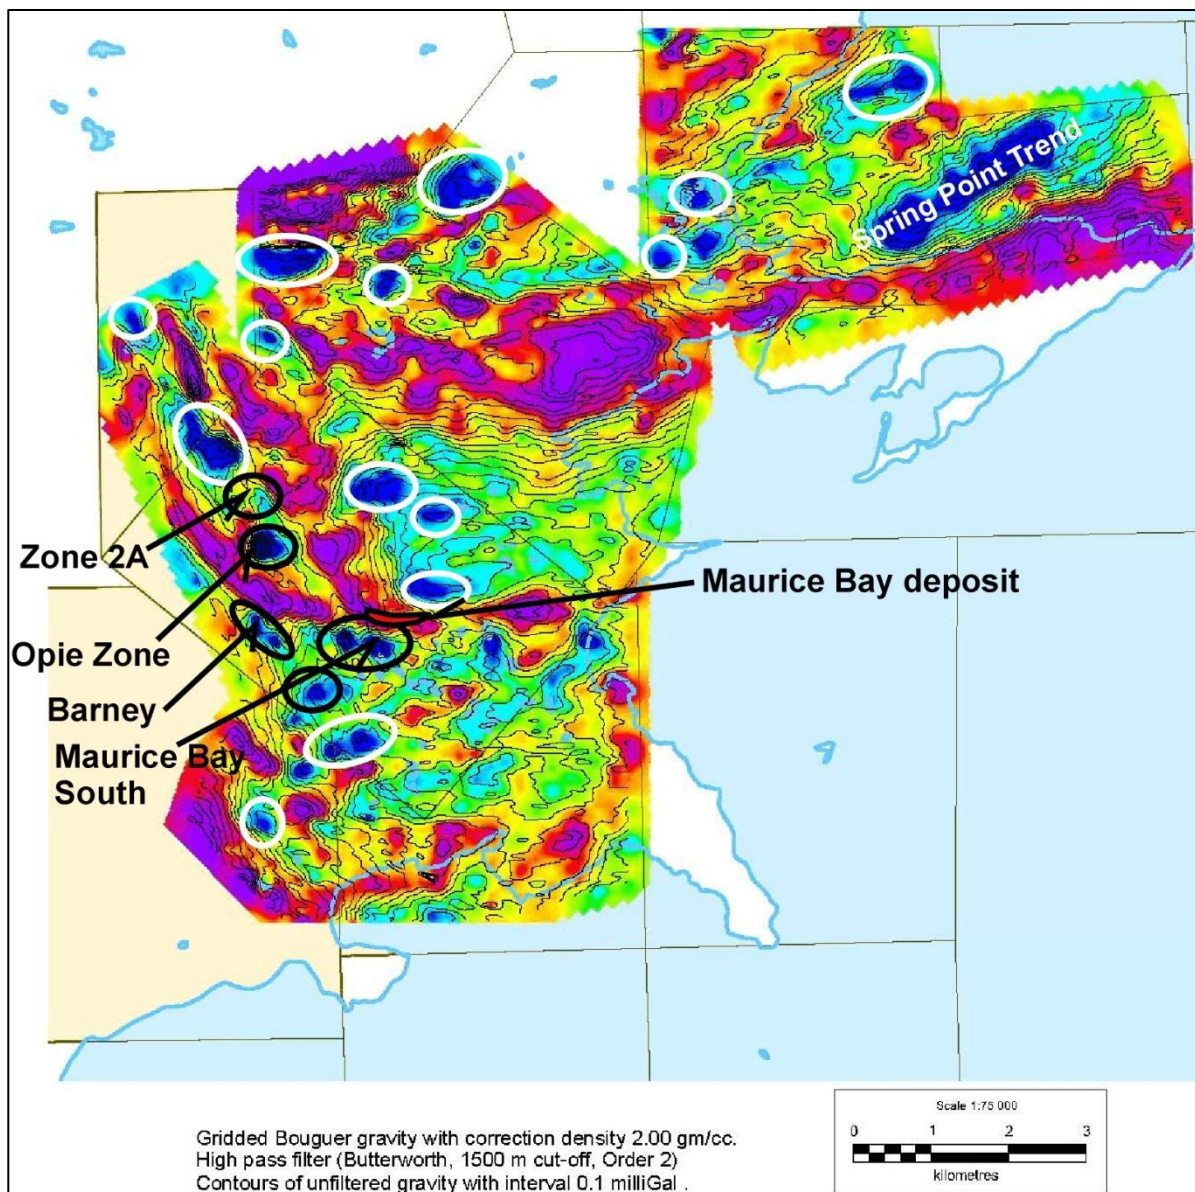 Spring Point Trend
Zone 2A
Maurice Bay deposit
Opie Zone
Barney
Maurice Bay
South
Scale 1:75 000
0 1 2 3
kilometres
Gridded Bouguer gravity with correction density 2.00 gm/cc.
High pass filter (Butterworth, 1500 m cut-off, Order 2)
Contours of unfiltered gravity with interval 0.1 milliGal .